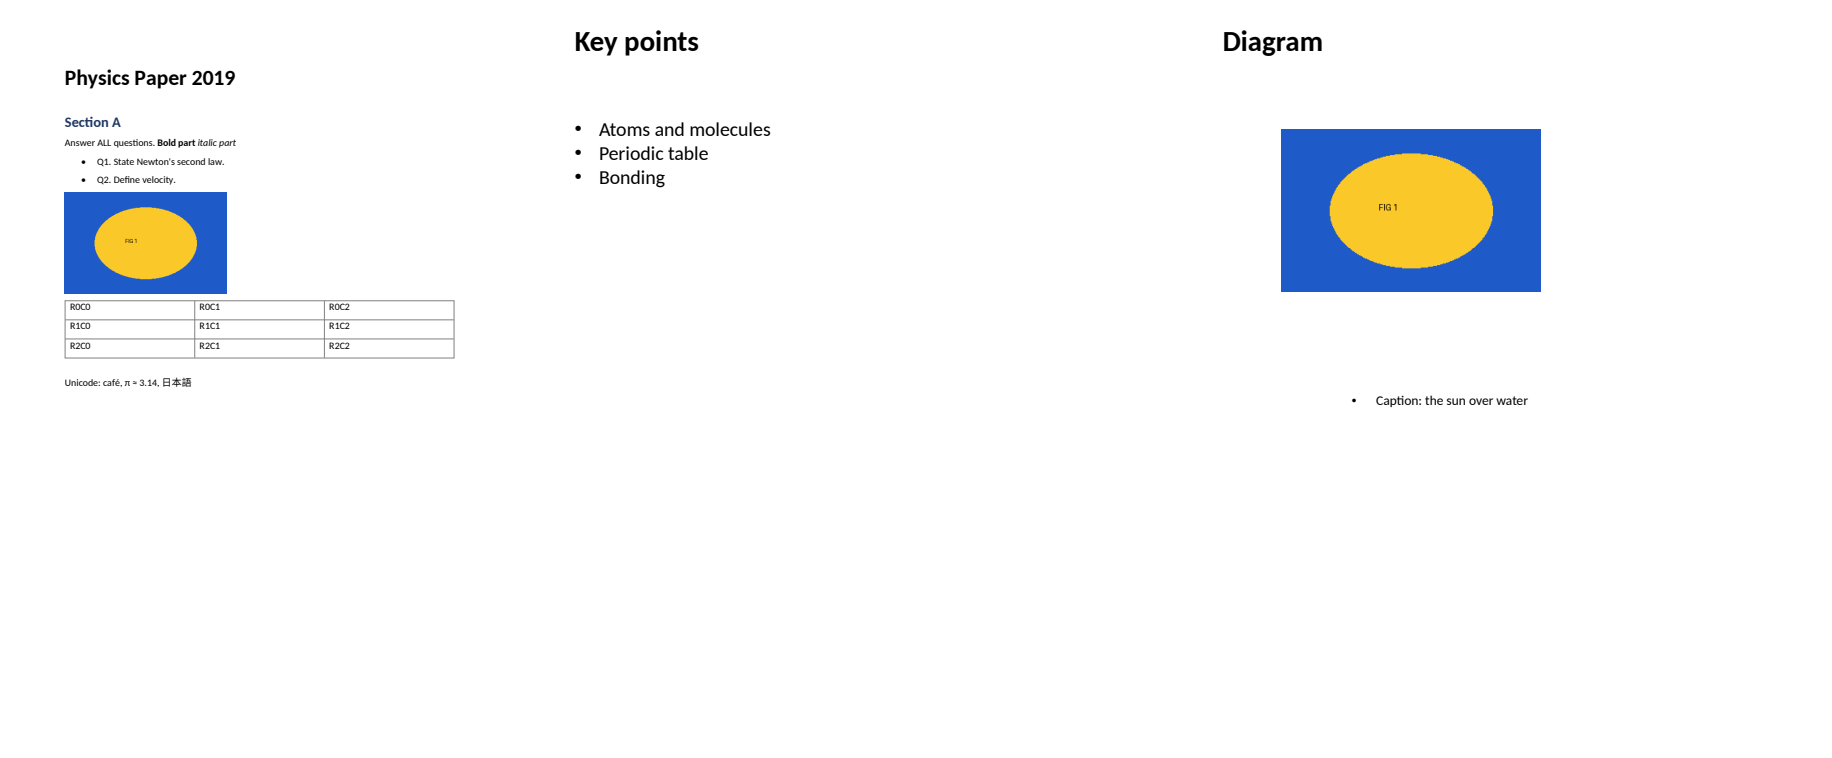 Physics Paper 2019
Section A
Answer ALL questions. Bold part italic part
• Q1. State Newton's second law.
• Q2. Define velocity.
FIG 1
R0C0 R0C1 R0C2
R1C0 R1C1 R1C2
R2C0 R2C1 R2C2
Unicode: café, π ≈ 3.14, 日本語
Key points
• Atoms and molecules
• Periodic table
• Bonding
Diagram
FIG 1
• Caption: the sun over water